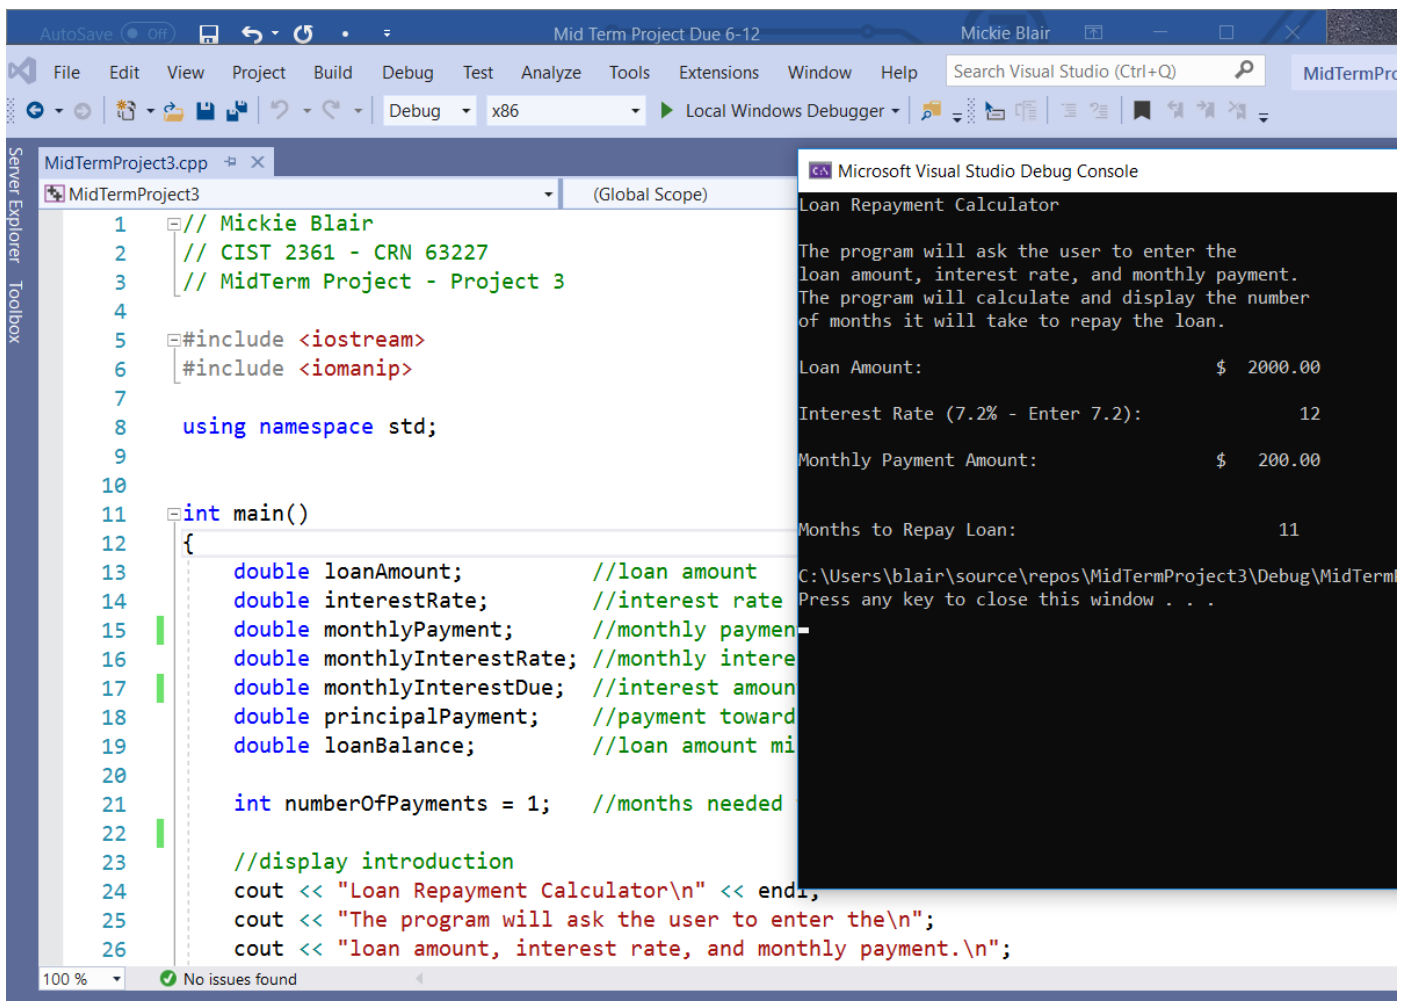 AutoSave Off Mid Term Project Due 6-12 Mickie Blair
File Edit View Project Build Debug Test Analyze Tools Extensions Window Help Search Visual Studio (Ctrl+Q) MidTermPro
Debug x86 Local Windows Debugger
Server Explorer Toolbox
MidTermProject3.cpp
MidTermProject3 (Global Scope)
1 // Mickie Blair
2 // CIST 2361 - CRN 63227
3 // MidTerm Project - Project 3
4
5 #include <iostream>
6 #include <iomanip>
7
8 using namespace std;
9
10
11 int main()
12 {
13 double loanAmount; //loan amount
14 double interestRate; //interest rate
15 double monthlyPayment; //monthly paymen
16 double monthlyInterestRate; //monthly intere
17 double monthlyInterestDue; //interest amoun
18 double principalPayment; //payment toward
19 double loanBalance; //loan amount mi
20
21 int numberOfPayments = 1; //months needed
22
23 //display introduction
24 cout << "Loan Repayment Calculator\n" << endl;
25 cout << "The program will ask the user to enter the\n";
26 cout << "loan amount, interest rate, and monthly payment.\n";
100 % No issues found
Microsoft Visual Studio Debug Console
Loan Repayment Calculator
The program will ask the user to enter the
loan amount, interest rate, and monthly payment.
The program will calculate and display the number
of months it will take to repay the loan.
Loan Amount: $ 2000.00
Interest Rate (7.2% - Enter 7.2): 12
Monthly Payment Amount: $ 200.00
Months to Repay Loan: 11
C:\Users\blair\source\repos\MidTermProject3\Debug\MidTerm
Press any key to close this window . . .